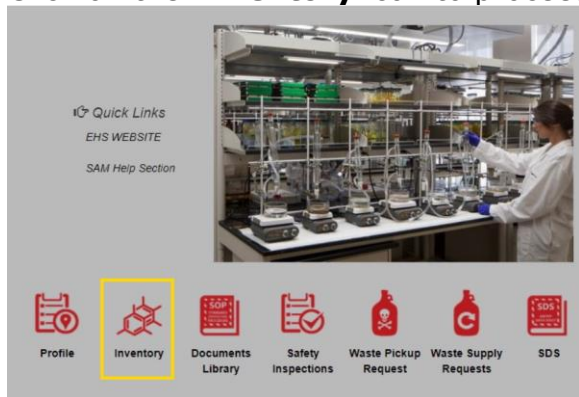 Quick Links
EHS WEBSITE
SAM Help Section
SOP
SDS
Profile
Inventory
Documents
Library
Safety
Inspections
Waste Pickup
Request
Waste Supply
Requests
SDS